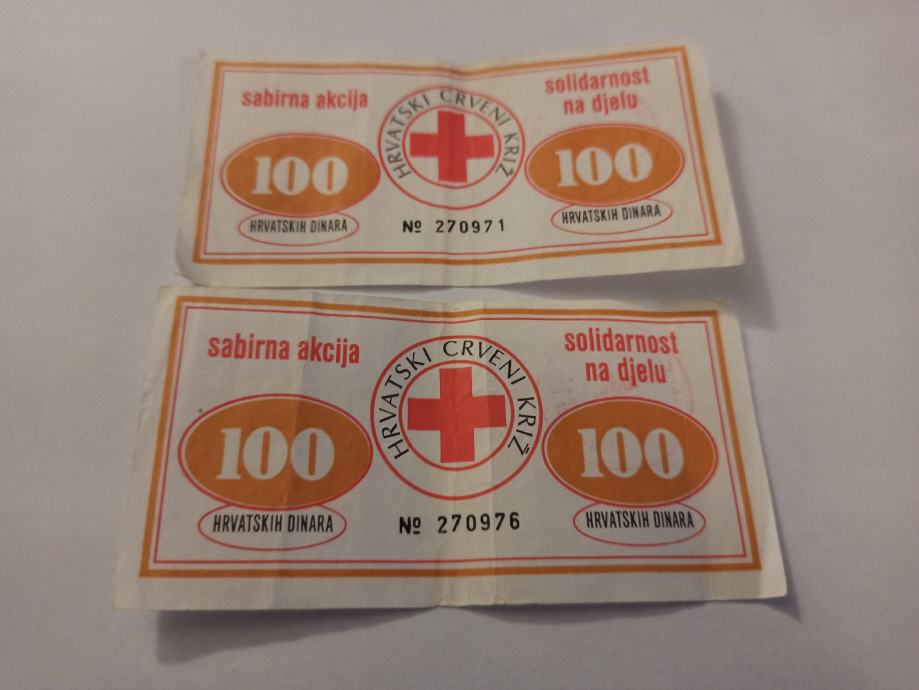 sabirna akcija
solidarnost
na djelu
HRVATSKI CRVENI KRIŽ
100
100
HRVATSKIH DINARA
HRVATSKIH DINARA
№ 270971
sabirna akcija
solidarnost
na djelu
HRVATSKI CRVENI KRIŽ
100
100
HRVATSKIH DINARA
HRVATSKIH DINARA
№ 270976